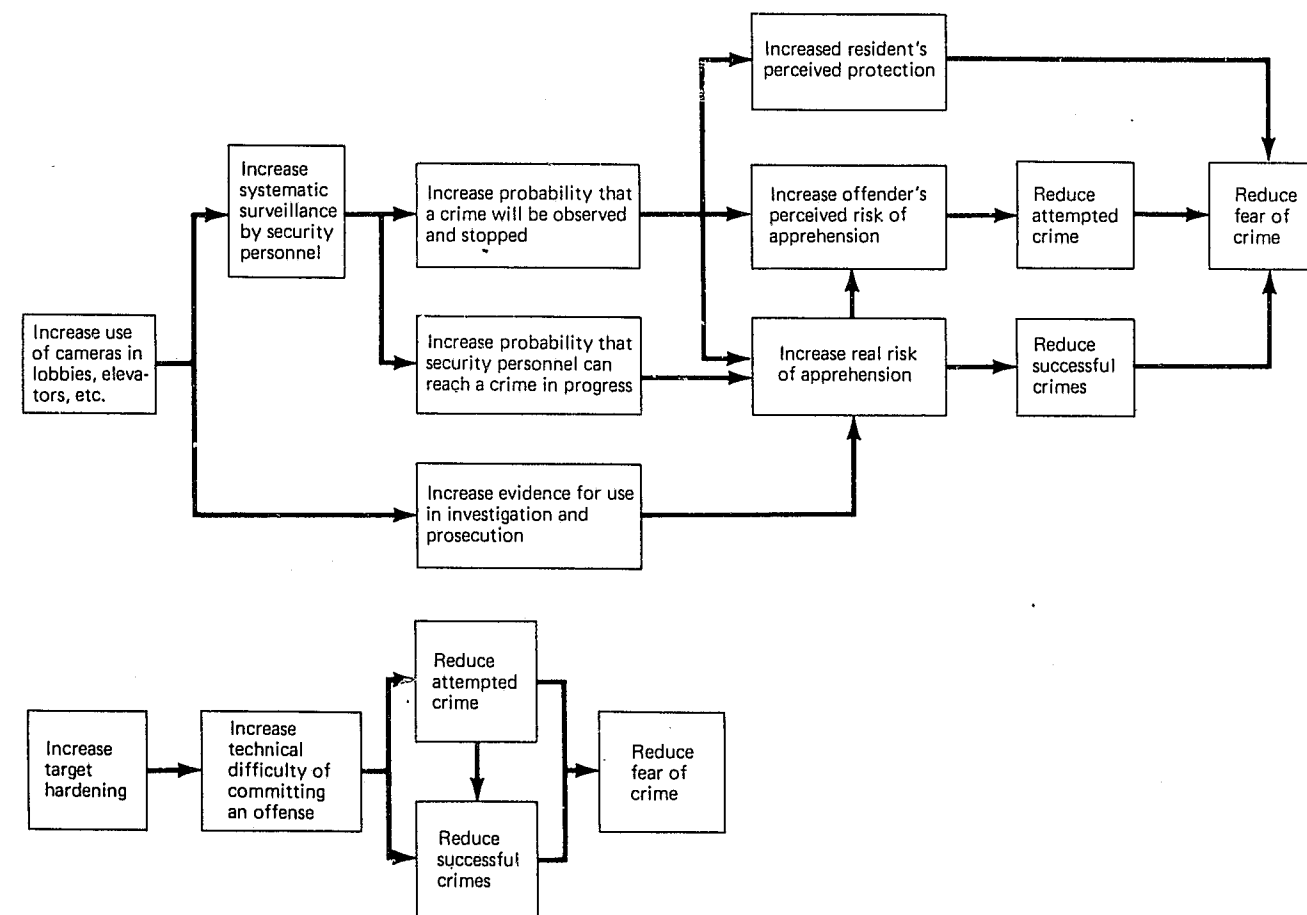 Increased resident's
perceived protection
Increase
systematic
surveillance
by security
personnel
Increase probability that
a crime will be observed
and stopped
Increase offender's
perceived risk of
apprehension
Reduce
attempted
crime
Reduce
fear of
crime
Increase use
of cameras in
lobbies, eleva-
tors, etc.
Increase probability that
security personnel can
reach a crime in progress
Increase real risk
of apprehension
Reduce
successful
crimes
Increase evidence for use
in investigation and
prosecution
Increase
target
hardening
Increase
technical
difficulty of
committing
an offense
Reduce
attempted
crime
Reduce
successful
crimes
Reduce
fear of
crime